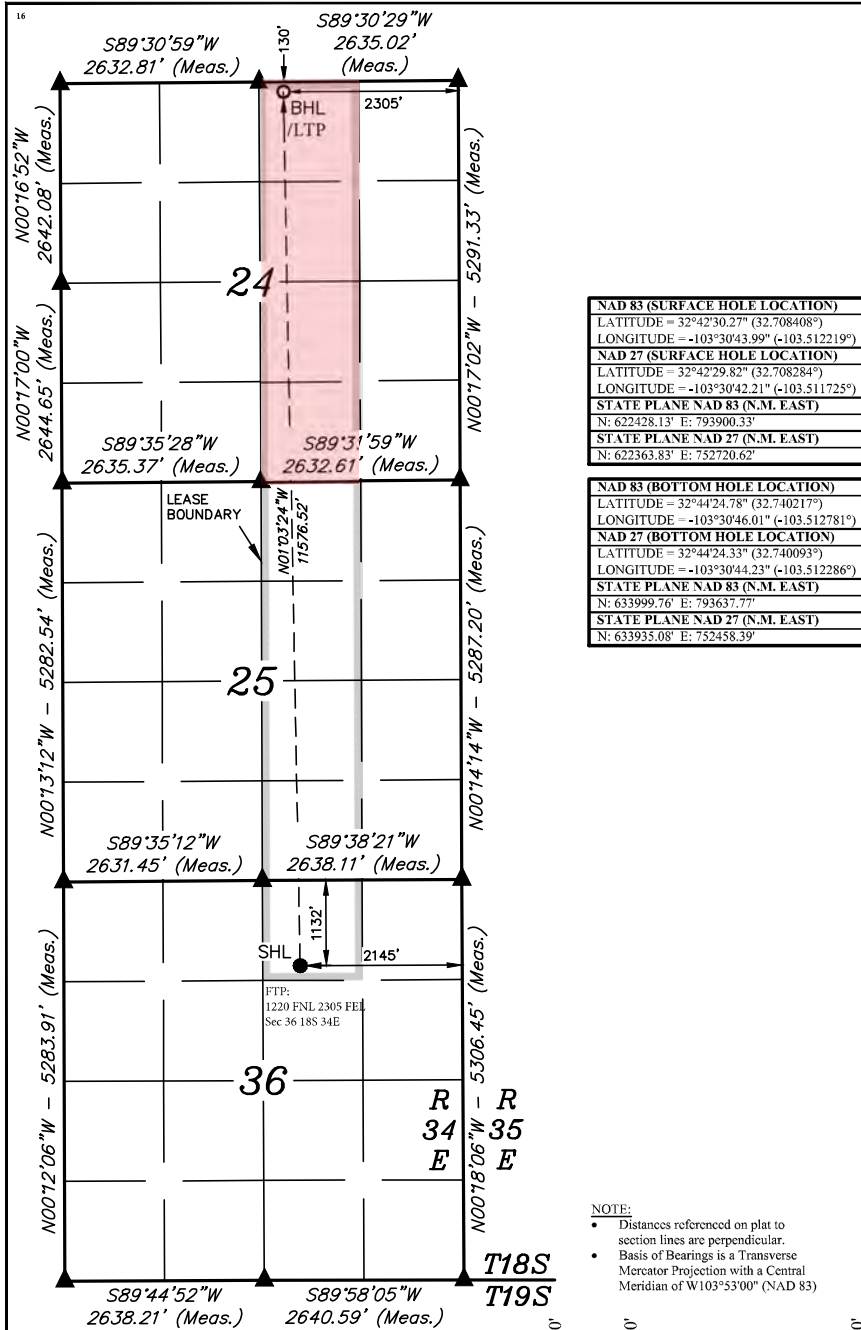 16
S89°30'59"W
2632.81' (Meas.)
S89°30'29"W
2635.02'
(Meas.)
130'
2305'
BHL
/LTP
N00°16'52"W
2642.08' (Meas.)
N00°17'02"W - 5291.33' (Meas.)
24
N00°17'00"W
2644.65' (Meas.)
S89°35'28"W
2635.37' (Meas.)
S89°31'59"W
2632.61' (Meas.)
LEASE
BOUNDARY
N01°03'24"W
11576.52'
N00°13'12"W - 5282.54' (Meas.)
N00°14'14"W - 5287.20' (Meas.)
25
S89°35'12"W
2631.45' (Meas.)
S89°38'21"W
2638.11' (Meas.)
1132'
SHL
2145'
FTP:
1220 FNL 2305 FEL
Sec 36 18S 34E
N00°12'06"W - 5283.91' (Meas.)
N00°18'06"W - 5306.45' (Meas.)
36
R R
34 35
E E
T18S
T19S
S89°44'52"W
2638.21' (Meas.)
S89°58'05"W
2640.59' (Meas.)
NAD 83 (SURFACE HOLE LOCATION)
LATITUDE = 32°42'30.27" (32.708408°)
LONGITUDE = -103°30'43.99" (-103.512219°)
NAD 27 (SURFACE HOLE LOCATION)
LATITUDE = 32°42'29.82" (32.708284°)
LONGITUDE = -103°30'42.21" (-103.511725°)
STATE PLANE NAD 83 (N.M. EAST)
N: 622428.13' E: 793900.33'
STATE PLANE NAD 27 (N.M. EAST)
N: 622363.83' E: 752720.62'
NAD 83 (BOTTOM HOLE LOCATION)
LATITUDE = 32°44'24.78" (32.740217°)
LONGITUDE = -103°30'46.01" (-103.512781°)
NAD 27 (BOTTOM HOLE LOCATION)
LATITUDE = 32°44'24.33" (32.740093°)
LONGITUDE = -103°30'44.23" (-103.512286°)
STATE PLANE NAD 83 (N.M. EAST)
N: 633999.76' E: 793637.77'
STATE PLANE NAD 27 (N.M. EAST)
N: 633935.08' E: 752458.39'
NOTE:
• Distances referenced on plat to
section lines are perpendicular.
• Basis of Bearings is a Transverse
Mercator Projection with a Central
Meridian of W103°53'00" (NAD 83)
0'
0'
0'